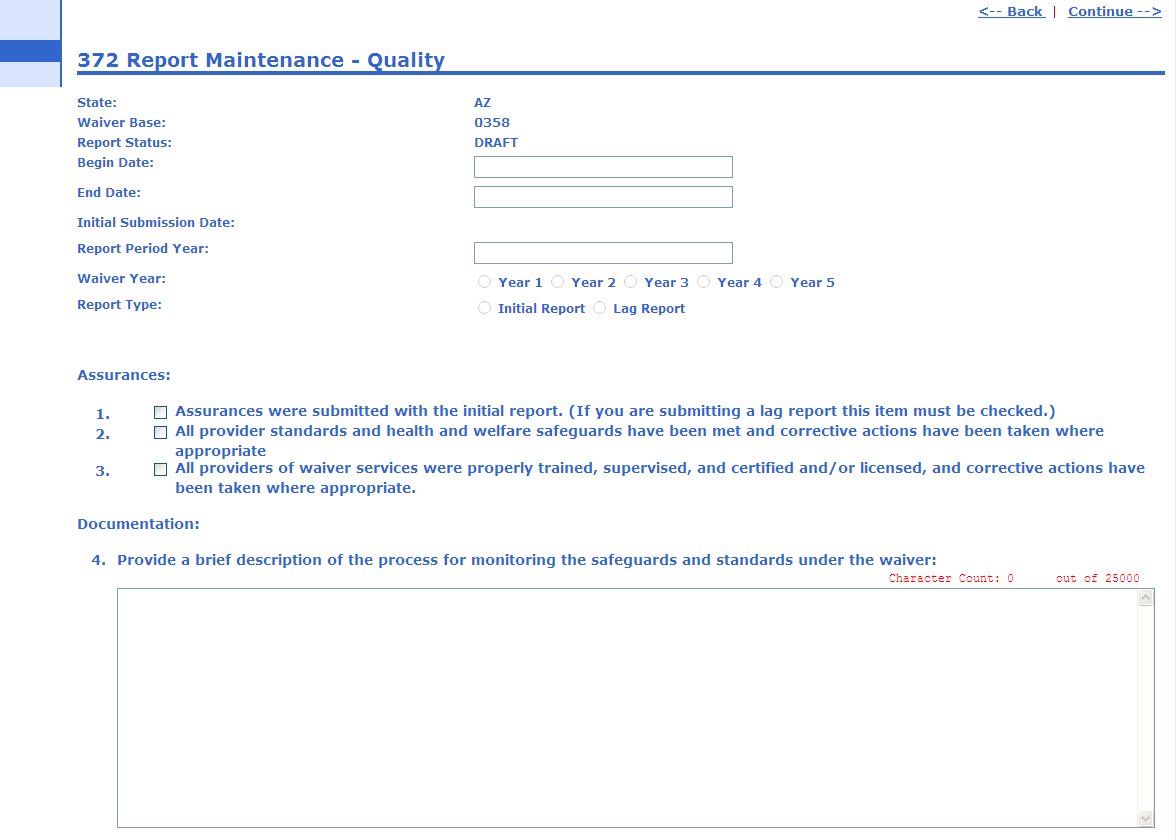 <-- Back | Continue -->
372 Report Maintenance - Quality
State: AZ
Waiver Base: 0358
Report Status: DRAFT
Begin Date:
End Date:
Initial Submission Date:
Report Period Year:
Waiver Year: Year 1 Year 2 Year 3 Year 4 Year 5
Report Type: Initial Report Lag Report
Assurances:
1. Assurances were submitted with the initial report. (If you are submitting a lag report this item must be checked.)
2. All provider standards and health and welfare safeguards have been met and corrective actions have been taken where
appropriate
3. All providers of waiver services were properly trained, supervised, and certified and/or licensed, and corrective actions have
been taken where appropriate.
Documentation:
4. Provide a brief description of the process for monitoring the safeguards and standards under the waiver:
Character Count: 0 out of 25000